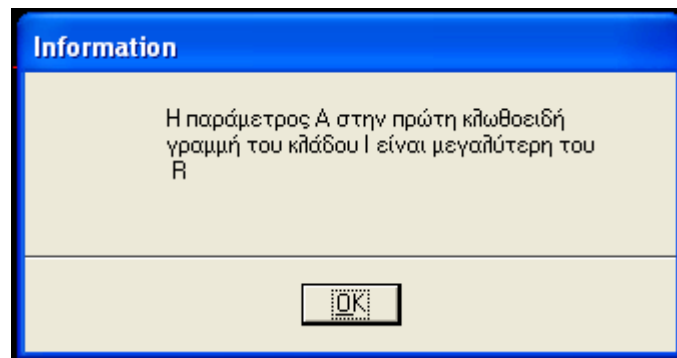 Information
Η παράμετρος Α στην πρώτη κλωθοειδή
γραμμή του κλάδου Ι είναι μεγαλύτερη του
R
OK